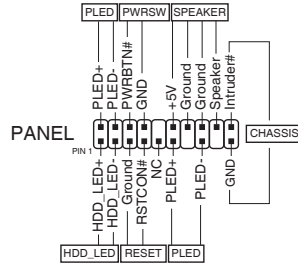 PLED PWRSW SPEAKER
PLED+
PLED-
PWRBTN#
GND
+5V
Ground
Ground
Speaker
Intruder#
PANEL
PIN 1
CHASSIS
HDD_LED+
HDD_LED-
Ground
RSTCON#
NC
PLED+
PLED-
GND
HDD_LED RESET PLED